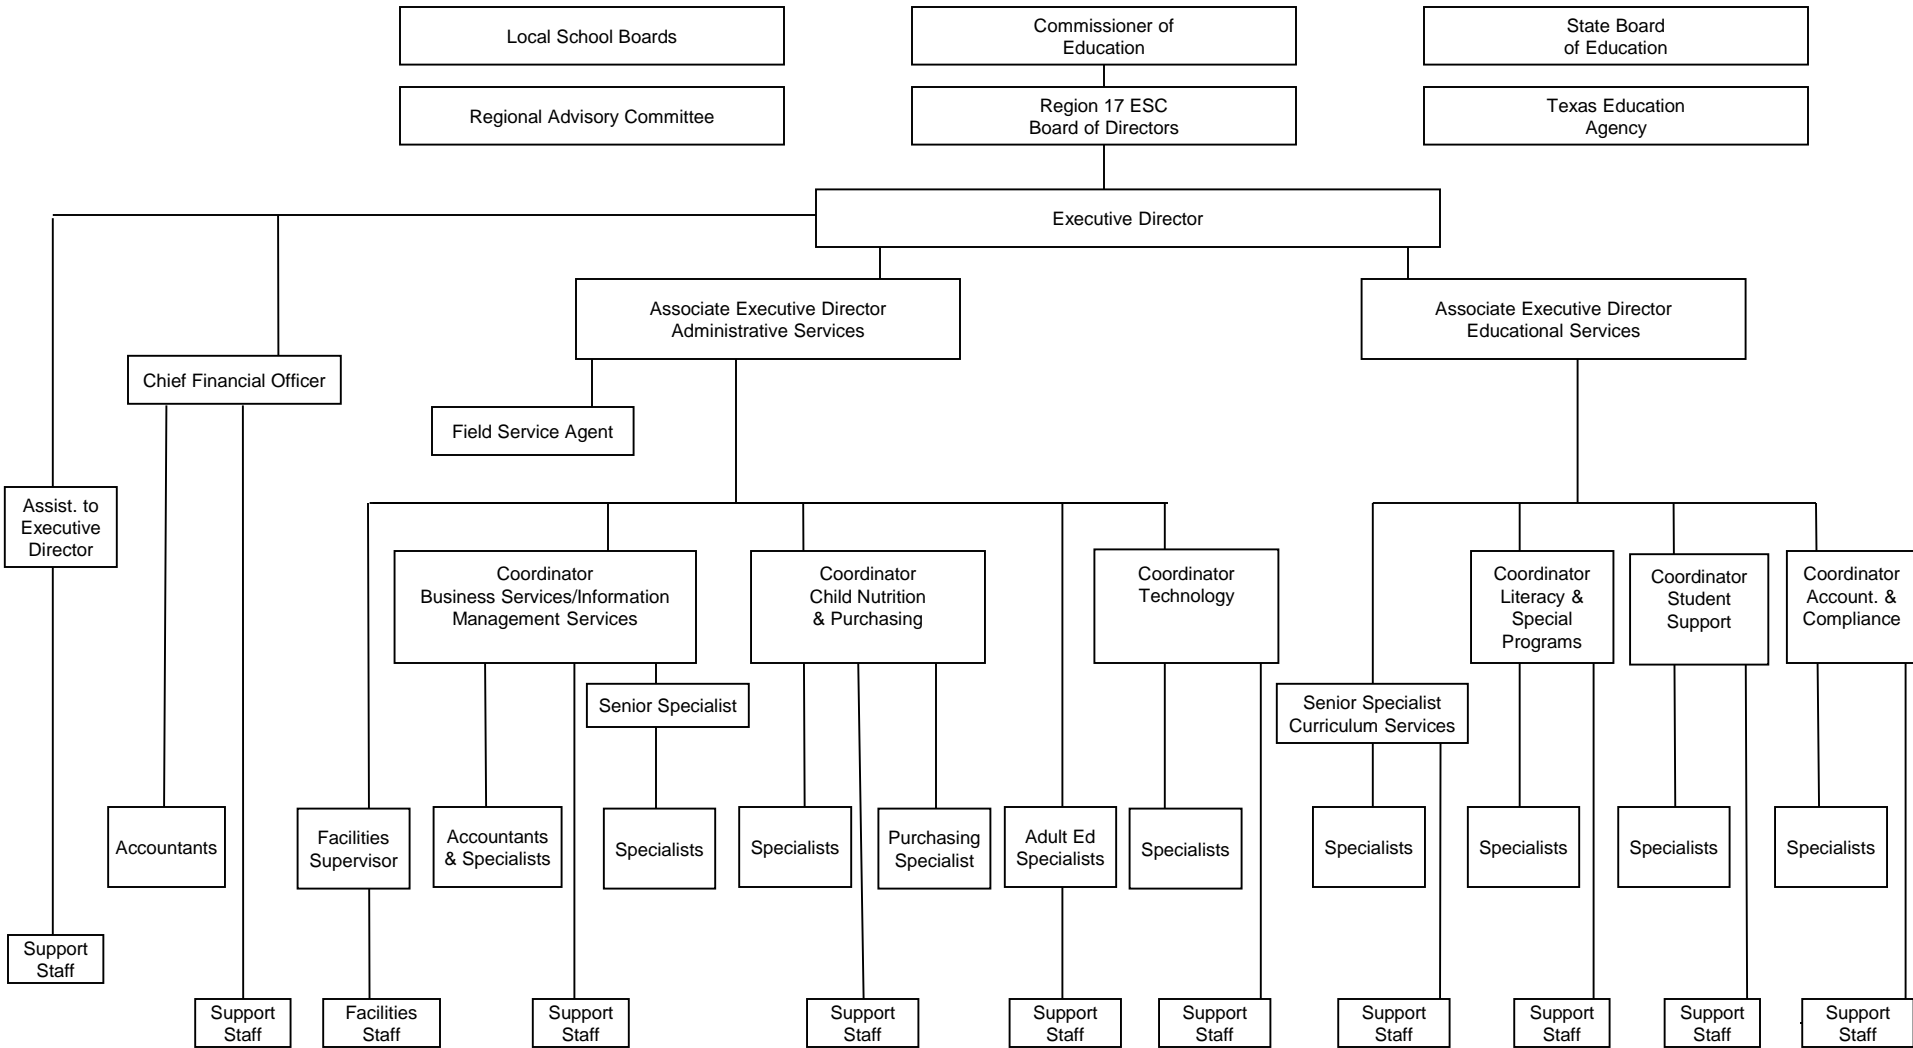 Local School Boards
Commissioner of
Education
State Board
of Education
Regional Advisory Committee
Region 17 ESC
Board of Directors
Texas Education
Agency
Executive Director
Associate Executive Director
Administrative Services
Associate Executive Director
Educational Services
Chief Financial Officer
Field Service Agent
Assist. to
Executive
Director
Coordinator
Business Services/Information
Management Services
Coordinator
Child Nutrition
& Purchasing
Coordinator
Technology
Coordinator
Literacy &
Special
Programs
Coordinator
Student
Support
Coordinator
Account. &
Compliance
Senior Specialist
Senior Specialist
Curriculum Services
Accountants
Facilities
Supervisor
Accountants
& Specialists
Specialists
Specialists
Purchasing
Specialist
Adult Ed
Specialists
Specialists
Specialists
Specialists
Specialists
Specialists
Support
Staff
Support
Staff
Facilities
Staff
Support
Staff
Support
Staff
Support
Staff
Support
Staff
Support
Staff
Support
Staff
Support
Staff
Support
Staff